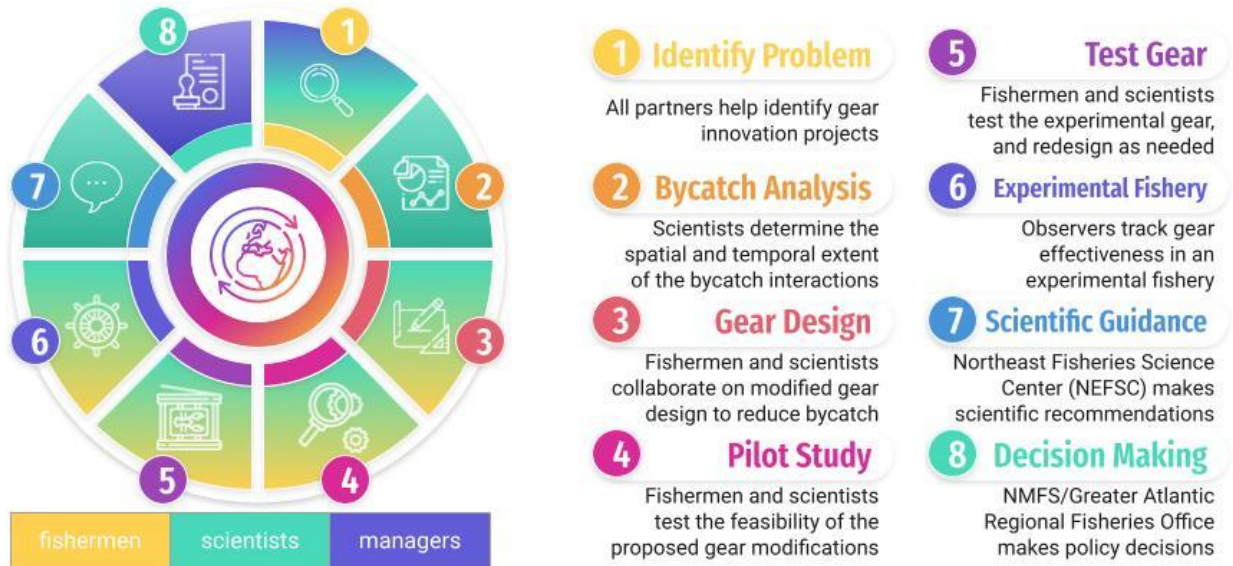 8
1
7
2
6
3
5
4
fishermen
scientists
managers
1 Identify Problem
All partners help identify gear
innovation projects
2 Bycatch Analysis
Scientists determine the
spatial and temporal extent
of the bycatch interactions
3 Gear Design
Fishermen and scientists
collaborate on modified gear
design to reduce bycatch
4 Pilot Study
Fishermen and scientists
test the feasibility of the
proposed gear modifications
5 Test Gear
Fishermen and scientists
test the experimental gear,
and redesign as needed
6 Experimental Fishery
Observers track gear
effectiveness in an
experimental fishery
7 Scientific Guidance
Northeast Fisheries Science
Center (NEFSC) makes
scientific recommendations
8 Decision Making
NMFS/Greater Atlantic
Regional Fisheries Office
makes policy decisions